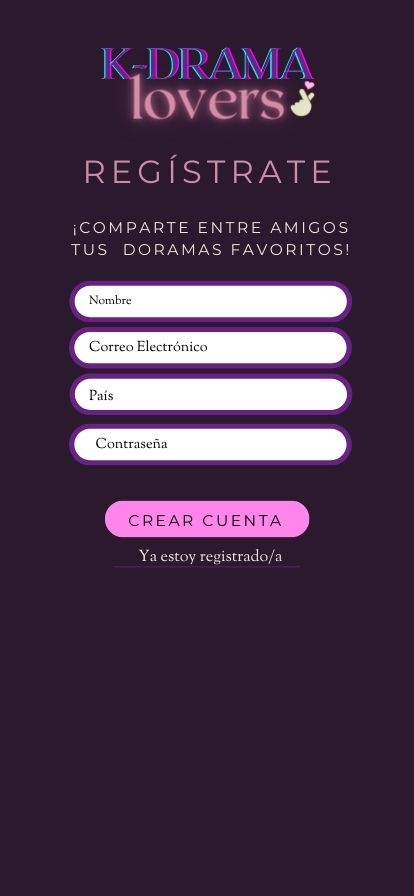 K-DRAMA
lovers
REGÍSTRATE
¡COMPARTE ENTRE AMIGOS
TUS DORAMAS FAVORITOS!
Nombre
Correo Electrónico
País
Contraseña
CREAR CUENTA
Ya estoy registrado/a